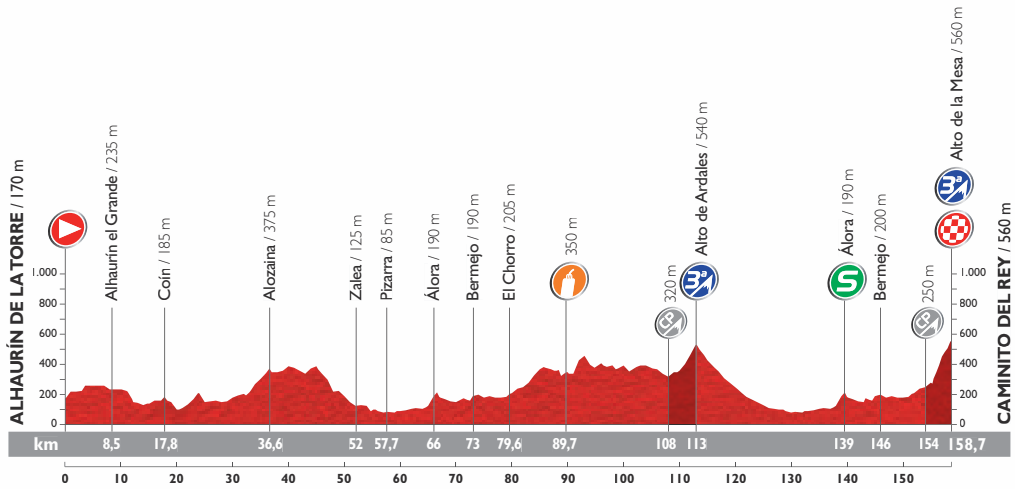 ALHAURÍN DE LA TORRE / 170 m
Alhaurín el Grande / 235 m
Coín / 185 m
Alozaina / 375 m
Zalea / 125 m
Pizarra / 85 m
Álora / 190 m
Bermejo / 190 m
El Chorro / 205 m
350 m
320 m
CP
Alto de Ardales / 540 m
3ª
Álora / 190 m
S
Bermejo / 200 m
250 m
CP
Alto de la Mesa / 560 m
3ª
CAMINITO DEL REY / 560 m
1.000
800
600
400
200
0
1.000
800
600
400
200
0
km 8,5 17,8 36,6 52 57,7 66 73 79,6 89,7 108 113 139 146 154 158,7
0 10 20 30 40 50 60 70 80 90 100 110 120 130 140 150